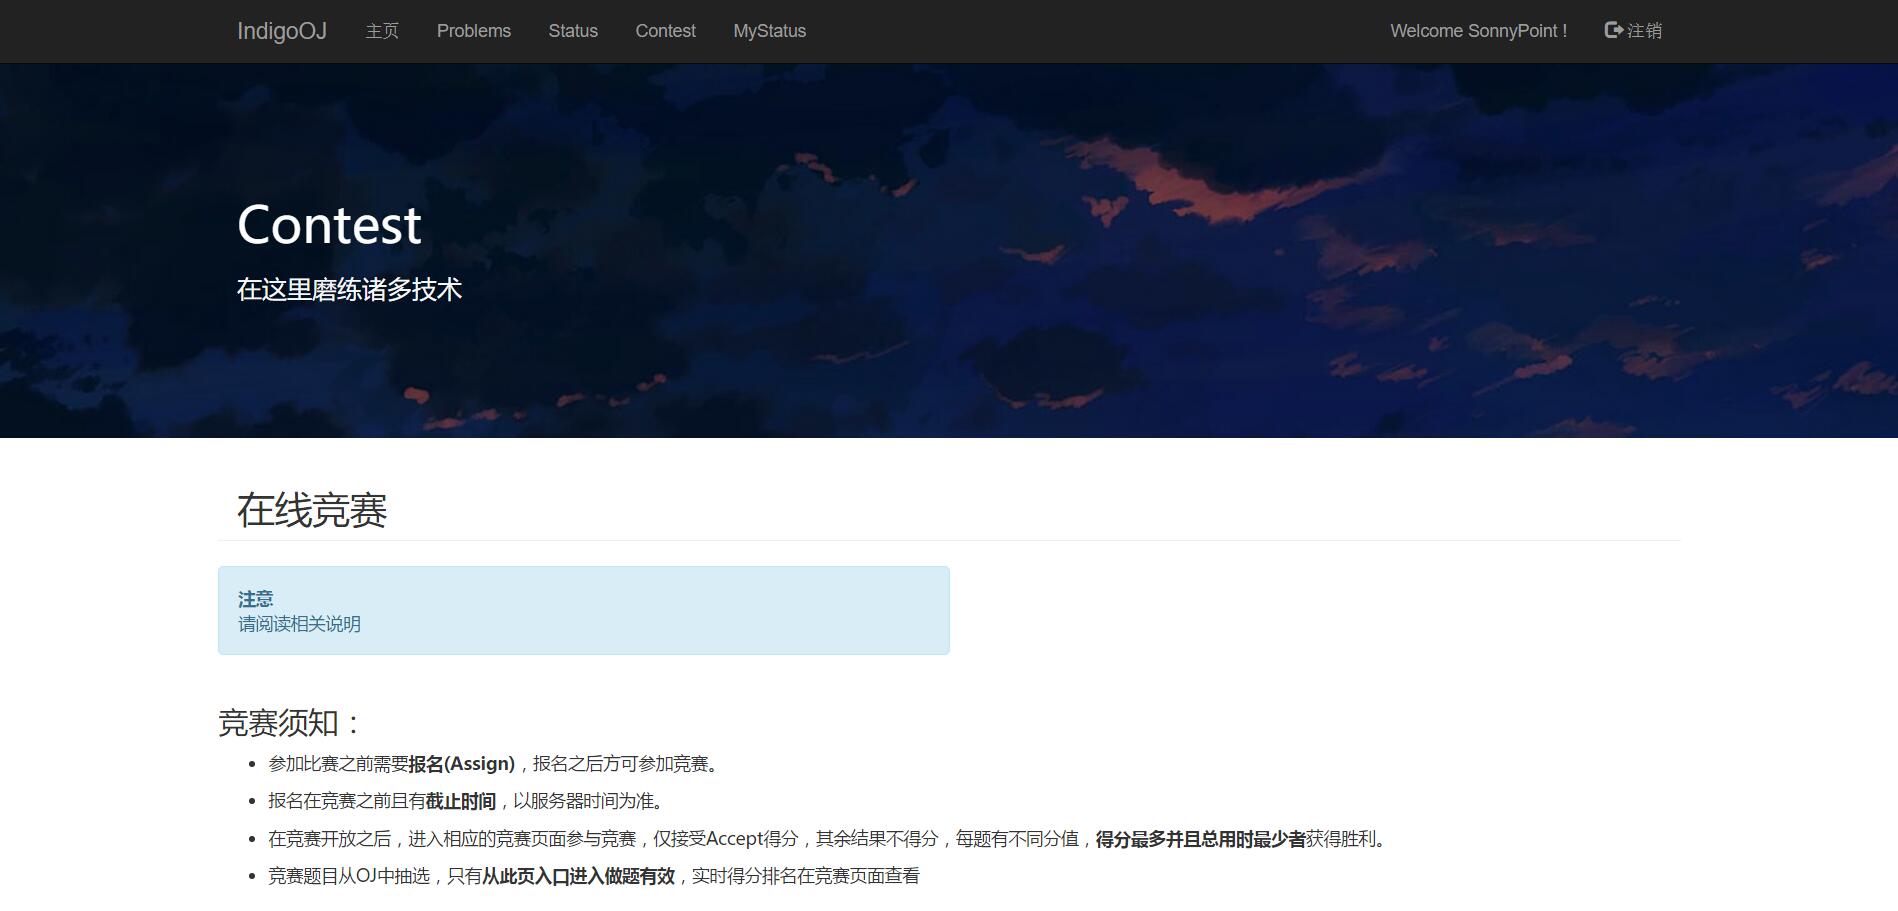 IndigoOJ 主页 Problems Status Contest MyStatus Welcome SonnyPoint ! 注销
Contest
在这里磨练诸多技术
在线竞赛
注意
请阅读相关说明
竞赛须知：
参加比赛之前需要报名(Assign)，报名之后方可参加竞赛。
报名在竞赛之前且有截止时间，以服务器时间为准。
在竞赛开放之后，进入相应的竞赛页面参与竞赛，仅接受Accept得分，其余结果不得分，每题有不同分值，得分最多并且总用时最少者获得胜利。
竞赛题目从OJ中抽选，只有从此页入口进入做题有效，实时得分排名在竞赛页面查看